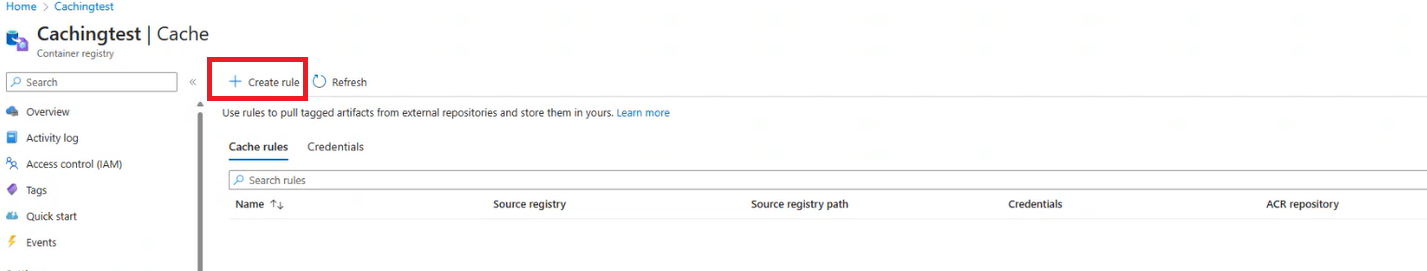 Home > Cachingtest
Cachingtest | Cache
Container registry
Search «
+ Create rule Refresh
Overview
Activity log
Access control (IAM)
Tags
Quick start
Events
Use rules to pull tagged artifacts from external repositories and store them in yours. Learn more
Cache rules Credentials
Search rules
Name ↑↓ Source registry Source registry path Credentials ACR repository